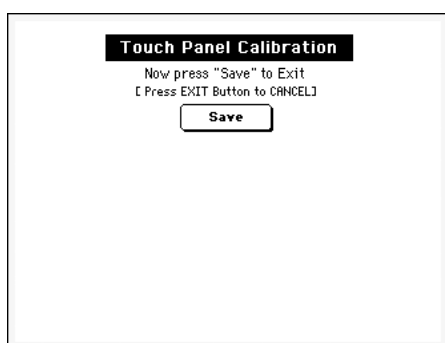 Touch Panel Calibration
Now press "Save" to Exit
[ Press EXIT Button to CANCEL]
Save